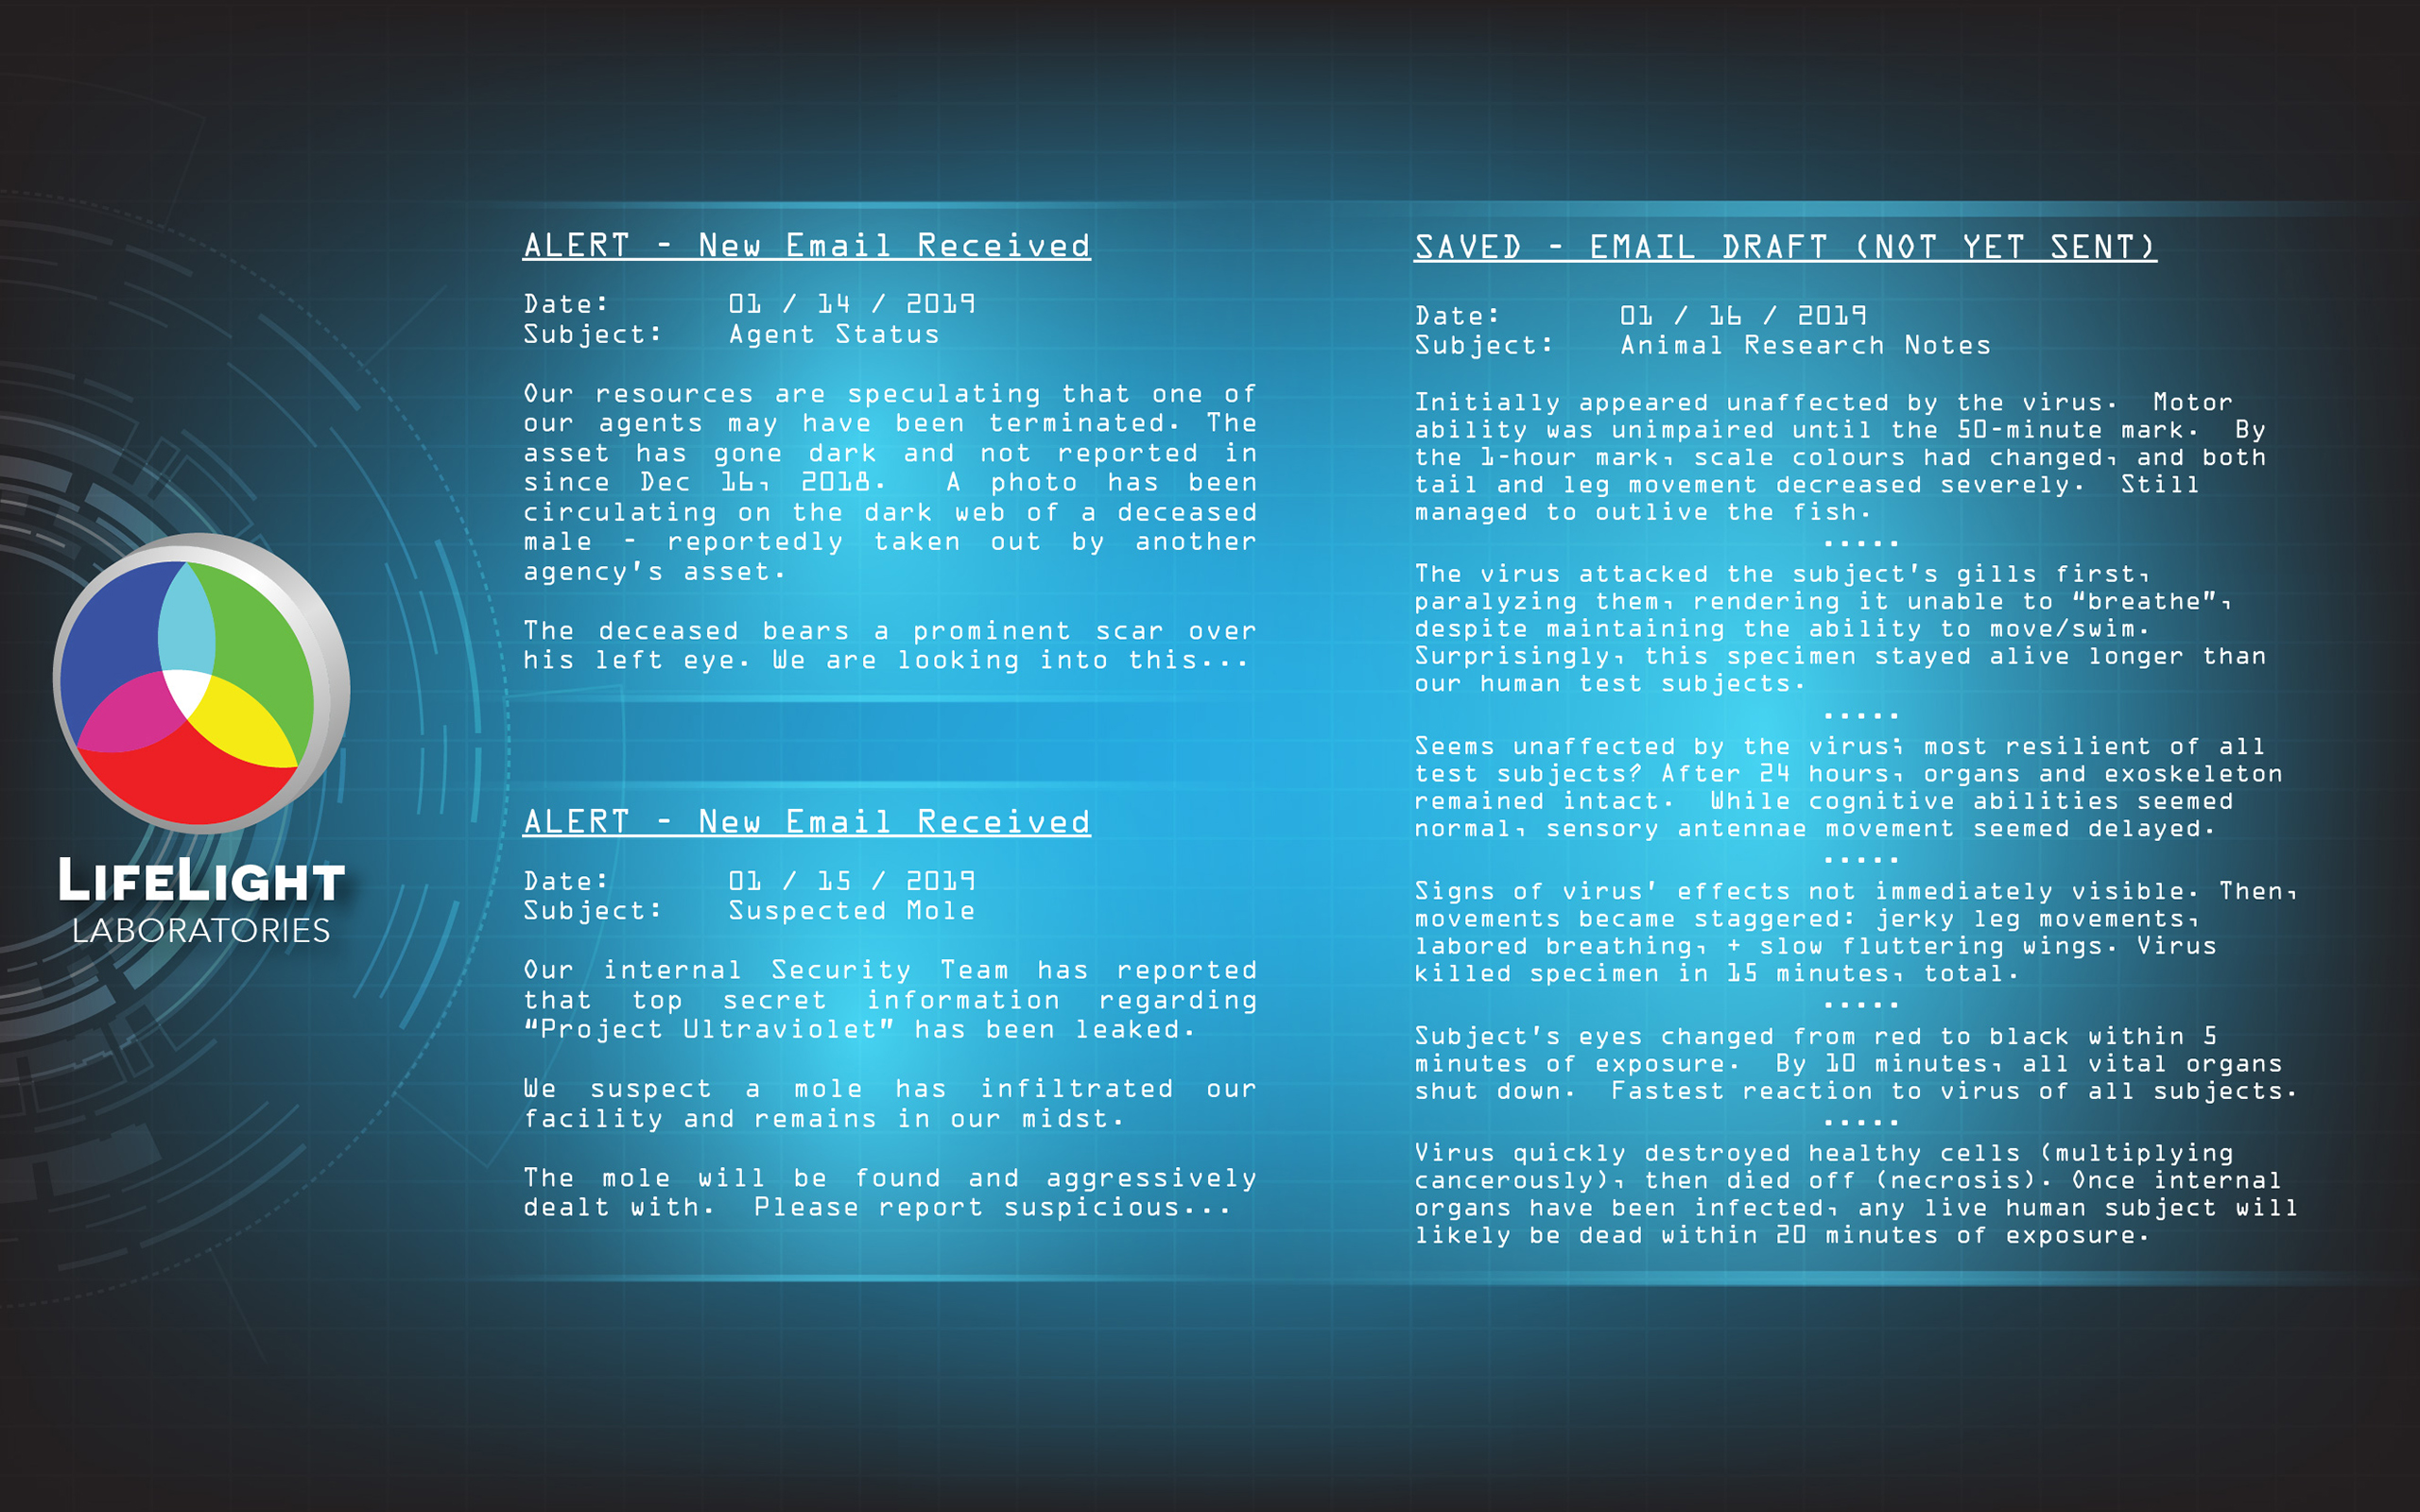 LIFELIGHT
LABORATORIES
ALERT - New Email Received
Date: 01 / 14 / 2019
Subject: Agent Status
Our resources are speculating that one of
our agents may have been terminated. The
asset has gone dark and not reported in
since Dec 16, 2018. A photo has been
circulating on the dark web of a deceased
male - reportedly taken out by another
agency's asset.
The deceased bears a prominent scar over
his left eye. We are looking into this...
ALERT - New Email Received
Date: 01 / 15 / 2019
Subject: Suspected Mole
Our internal Security Team has reported
that top secret information regarding
“Project Ultraviolet” has been leaked.
We suspect a mole has infiltrated our
facility and remains in our midst.
The mole will be found and aggressively
dealt with. Please report suspicious...
SAVED - EMAIL DRAFT (NOT YET SENT)
Date: 01 / 16 / 2019
Subject: Animal Research Notes
Initially appeared unaffected by the virus. Motor
ability was unimpaired until the 50-minute mark. By
the 1-hour mark, scale colours had changed, and both
tail and leg movement decreased severely. Still
managed to outlive the fish.
.....
The virus attacked the subject's gills first,
paralyzing them, rendering it unable to “breathe”,
despite maintaining the ability to move/swim.
Surprisingly, this specimen stayed alive longer than
our human test subjects.
.....
Seems unaffected by the virus; most resilient of all
test subjects? After 24 hours, organs and exoskeleton
remained intact. While cognitive abilities seemed
normal, sensory antennae movement seemed delayed.
.....
Signs of virus' effects not immediately visible. Then,
movements became staggered: jerky leg movements,
labored breathing, + slow fluttering wings. Virus
killed specimen in 15 minutes, total.
.....
Subject's eyes changed from red to black within 5
minutes of exposure. By 10 minutes, all vital organs
shut down. Fastest reaction to virus of all subjects.
.....
Virus quickly destroyed healthy cells (multiplying
cancerously), then died off (necrosis). Once internal
organs have been infected, any live human subject will
likely be dead within 20 minutes of exposure.